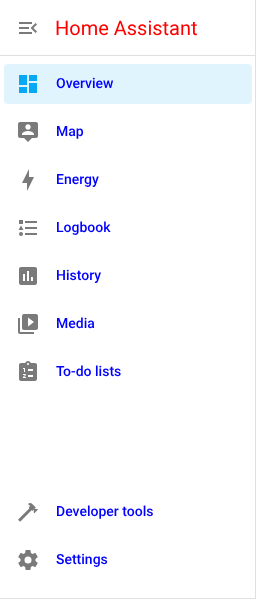 Home Assistant
Overview
Map
Energy
Logbook
History
Media
To-do lists
Developer tools
Settings